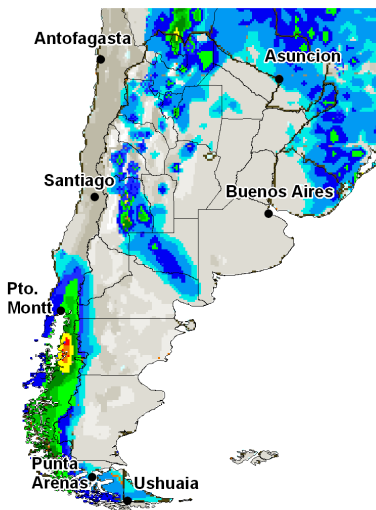 Antofagasta
Asuncion
Santiago
Buenos Aires
Pto.
Montt
Punta
Arenas
Ushuaia